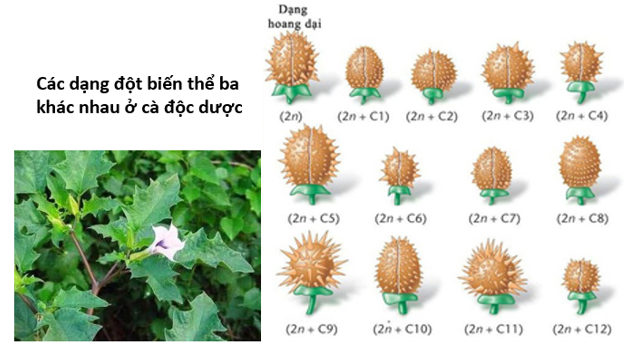 Dạng
hoang dại
Các dạng đột biến thể ba
khác nhau ở cà độc dược
(2n)
(2n + C1)
(2n + C2)
(2n + C3)
(2n + C4)
(2n + C5)
(2n + C6)
(2n + C7)
(2n + C8)
(2n + C9)
(2n + C10)
(2n + C11)
(2n + C12)